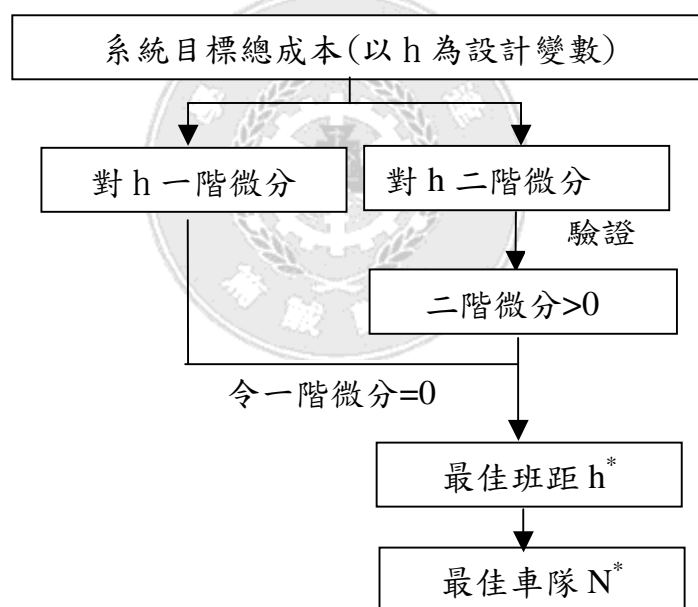 系統目標總成本(以 h 為設計變數)
對 h 一階微分
對 h 二階微分
驗證
二階微分>0
令一階微分=0
最佳班距 h*
最佳車隊 N*